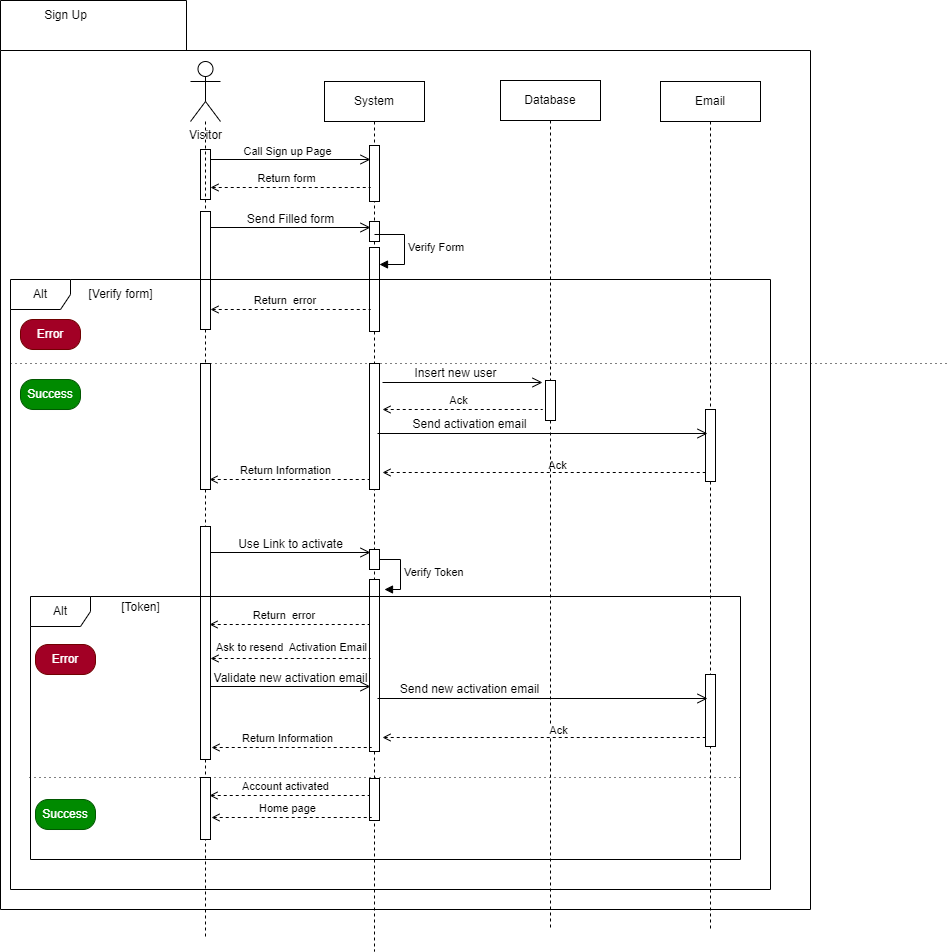 Sign Up
System
Database
Email
Visitor
Call Sign up Page
Return form
Send Filled form
Verify Form
Alt
[Verify form]
Return  error
Error
Insert new user
Success
Ack
Send activation email
Ack
Return Information
Use Link to activate
Verify Token
Alt
[Token]
Return  error
Ask to resend  Activation Email
Error
Validate new activation email
Send new activation email
Ack
Return Information
Account activated
Home page
Success